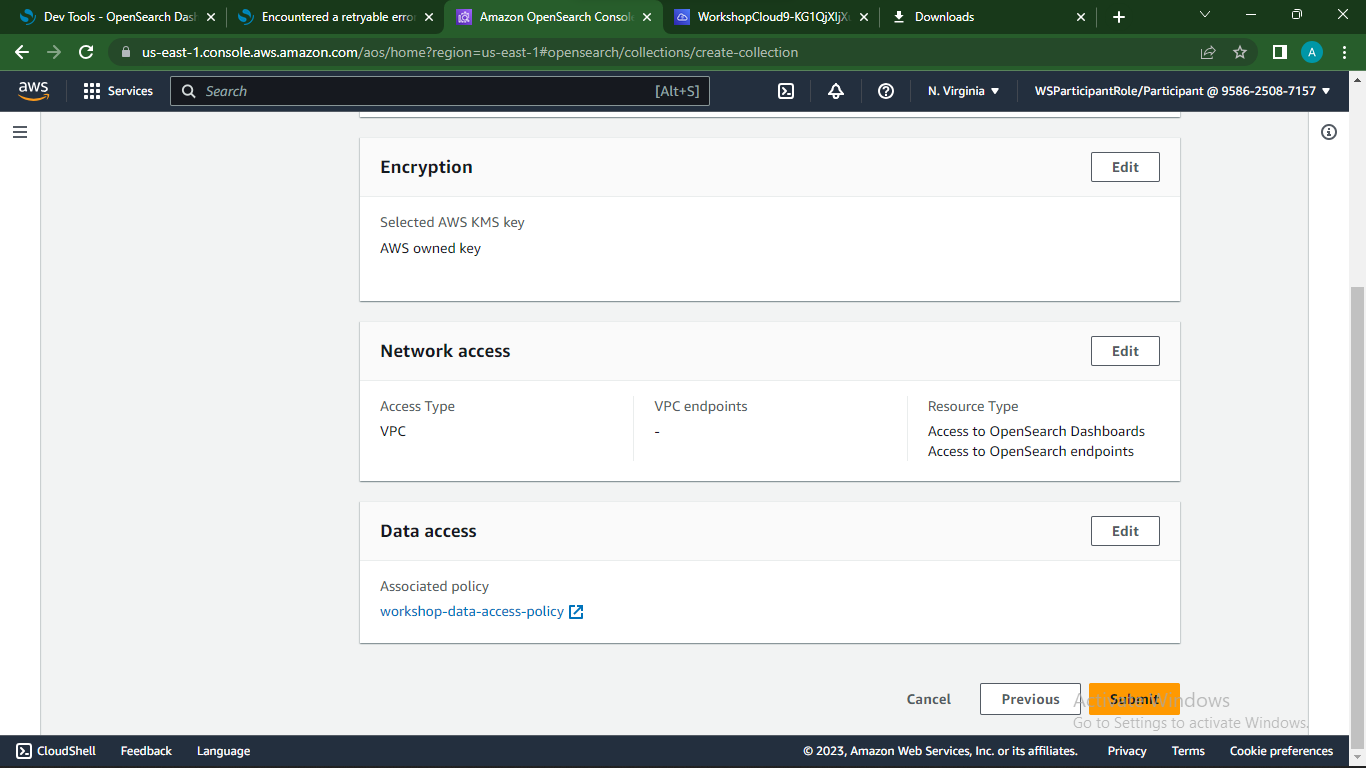 Dev Tools - OpenSearch Das
Encountered a retryable erro
Amazon OpenSearch Consol
WorkshopCloud9-KG1QjXljX
Downloads
us-east-1.console.aws.amazon.com/aos/home?region=us-east-1#opensearch/collections/create-collection
A
aws
Services
Search
[Alt+S]
N. Virginia
WSParticipantRole/Participant @ 9586-2508-7157
Encryption
Edit
Selected AWS KMS key
AWS owned key
Network access
Edit
Access Type
VPC
VPC endpoints
-
Resource Type
Access to OpenSearch Dashboards
Access to OpenSearch endpoints
Data access
Edit
Associated policy
workshop-data-access-policy
Cancel
Previous
Submit
Activate Windows
Go to Settings to activate Windows.
CloudShell
Feedback
Language
© 2023, Amazon Web Services, Inc. or its affiliates.
Privacy
Terms
Cookie preferences